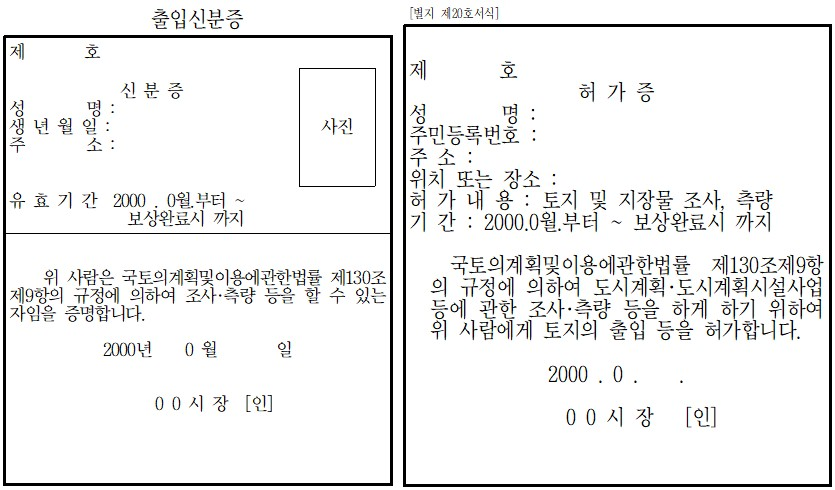 출입신분증
제 호
신 분 증
성 명 :
생 년 월 일 :
주 소 :
사진
유 효 기 간 2000 . 0월.부터 ~
보상완료시 까지
위 사람은 국토의계획및이용에관한법률 제130조
제9항의 규정에 의하여 조사·측량 등을 할 수 있는
자임을 증명합니다.
2000년 0 월 일
0 0 시 장 [인]
[별지 제20호서식]
제 호
허 가 증
성 명 :
주민등록번호 :
주 소 :
위치 또는 장소 :
허 가 내 용 : 토지 및 지장물 조사, 측량
기 간 : 2000.0월.부터 ~ 보상완료시 까지
국토의계획및이용에관한법률 제130조제9항
의 규정에 의하여 도시계획·도시계획시설사업
등에 관한 조사·측량 등을 하게 하기 위하여
위 사람에게 토지의 출입 등을 허가합니다.
2000 . 0 . .
0 0 시 장 [인]